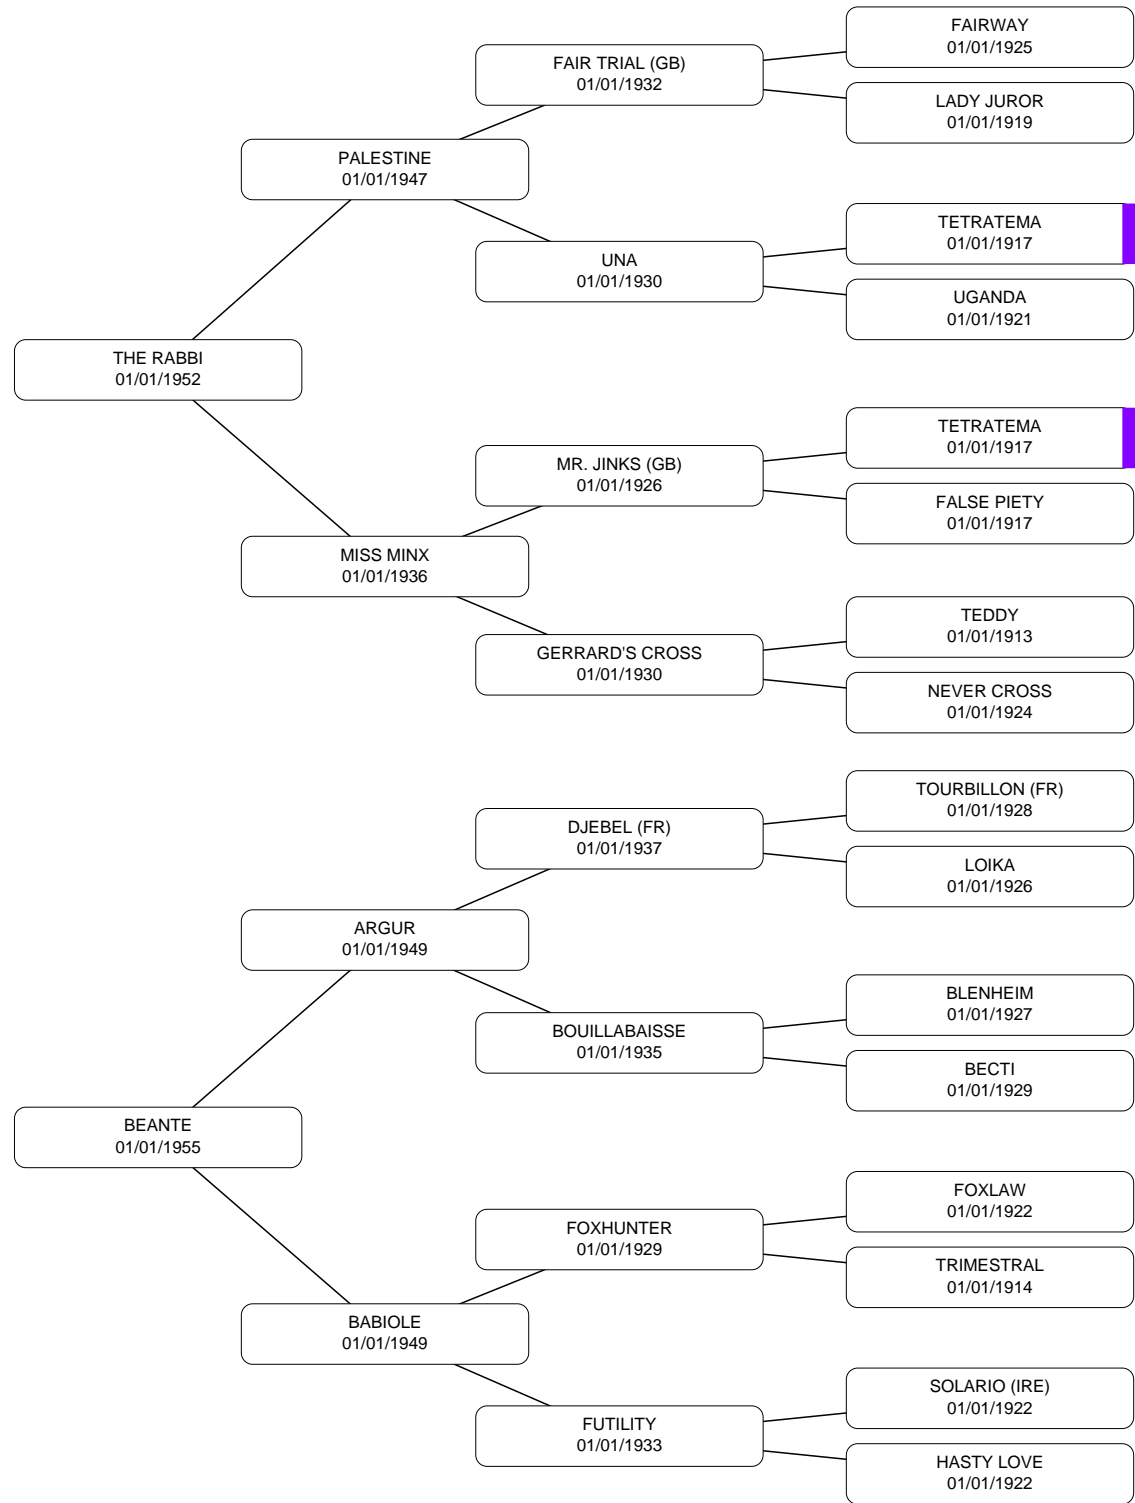 FAIRWAY
01/01/1925
FAIR TRIAL (GB)
01/01/1932
LADY JUROR
01/01/1919
PALESTINE
01/01/1947
TETRATEMA
01/01/1917
UNA
01/01/1930
UGANDA
01/01/1921
THE RABBI
01/01/1952
TETRATEMA
01/01/1917
MR. JINKS (GB)
01/01/1926
FALSE PIETY
01/01/1917
MISS MINX
01/01/1936
TEDDY
01/01/1913
GERRARD'S CROSS
01/01/1930
NEVER CROSS
01/01/1924
TOURBILLON (FR)
01/01/1928
DJEBEL (FR)
01/01/1937
LOIKA
01/01/1926
ARGUR
01/01/1949
BLENHEIM
01/01/1927
BOUILLABAISSE
01/01/1935
BECTI
01/01/1929
BEANTE
01/01/1955
FOXLAW
01/01/1922
FOXHUNTER
01/01/1929
TRIMESTRAL
01/01/1914
BABIOLE
01/01/1949
SOLARIO (IRE)
01/01/1922
FUTILITY
01/01/1933
HASTY LOVE
01/01/1922